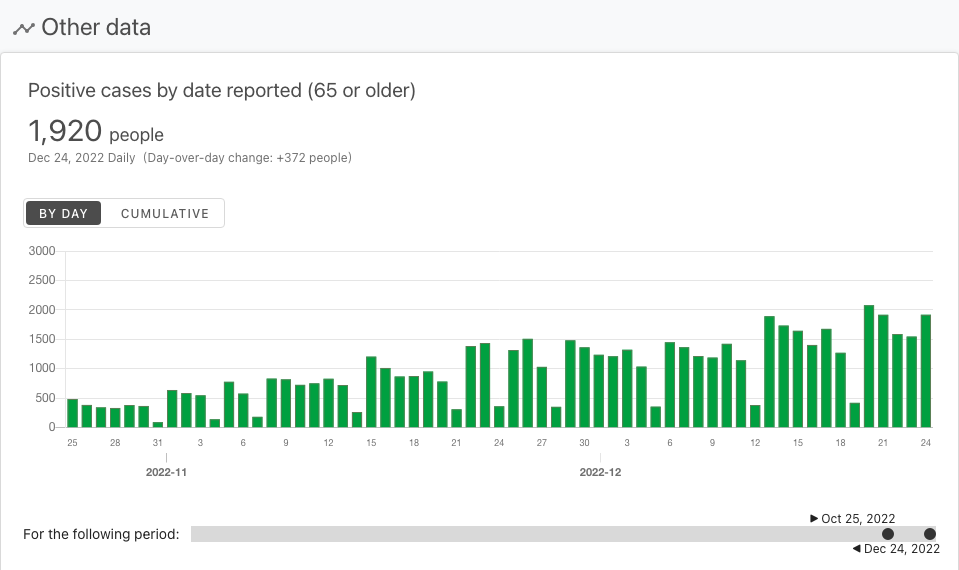 Other data
Positive cases by date reported (65 or older)
1,920 people
Dec 24, 2022 Daily (Day-over-day change: +372 people)
BY DAY CUMULATIVE
3000
2500
2000
1500
1000
500
0
25 28 31 3 6 9 12 15 18 21 24 27 30 3 6 9 12 15 18 21 24
2022-11 2022-12
Oct 25, 2022
For the following period:
Dec 24, 2022